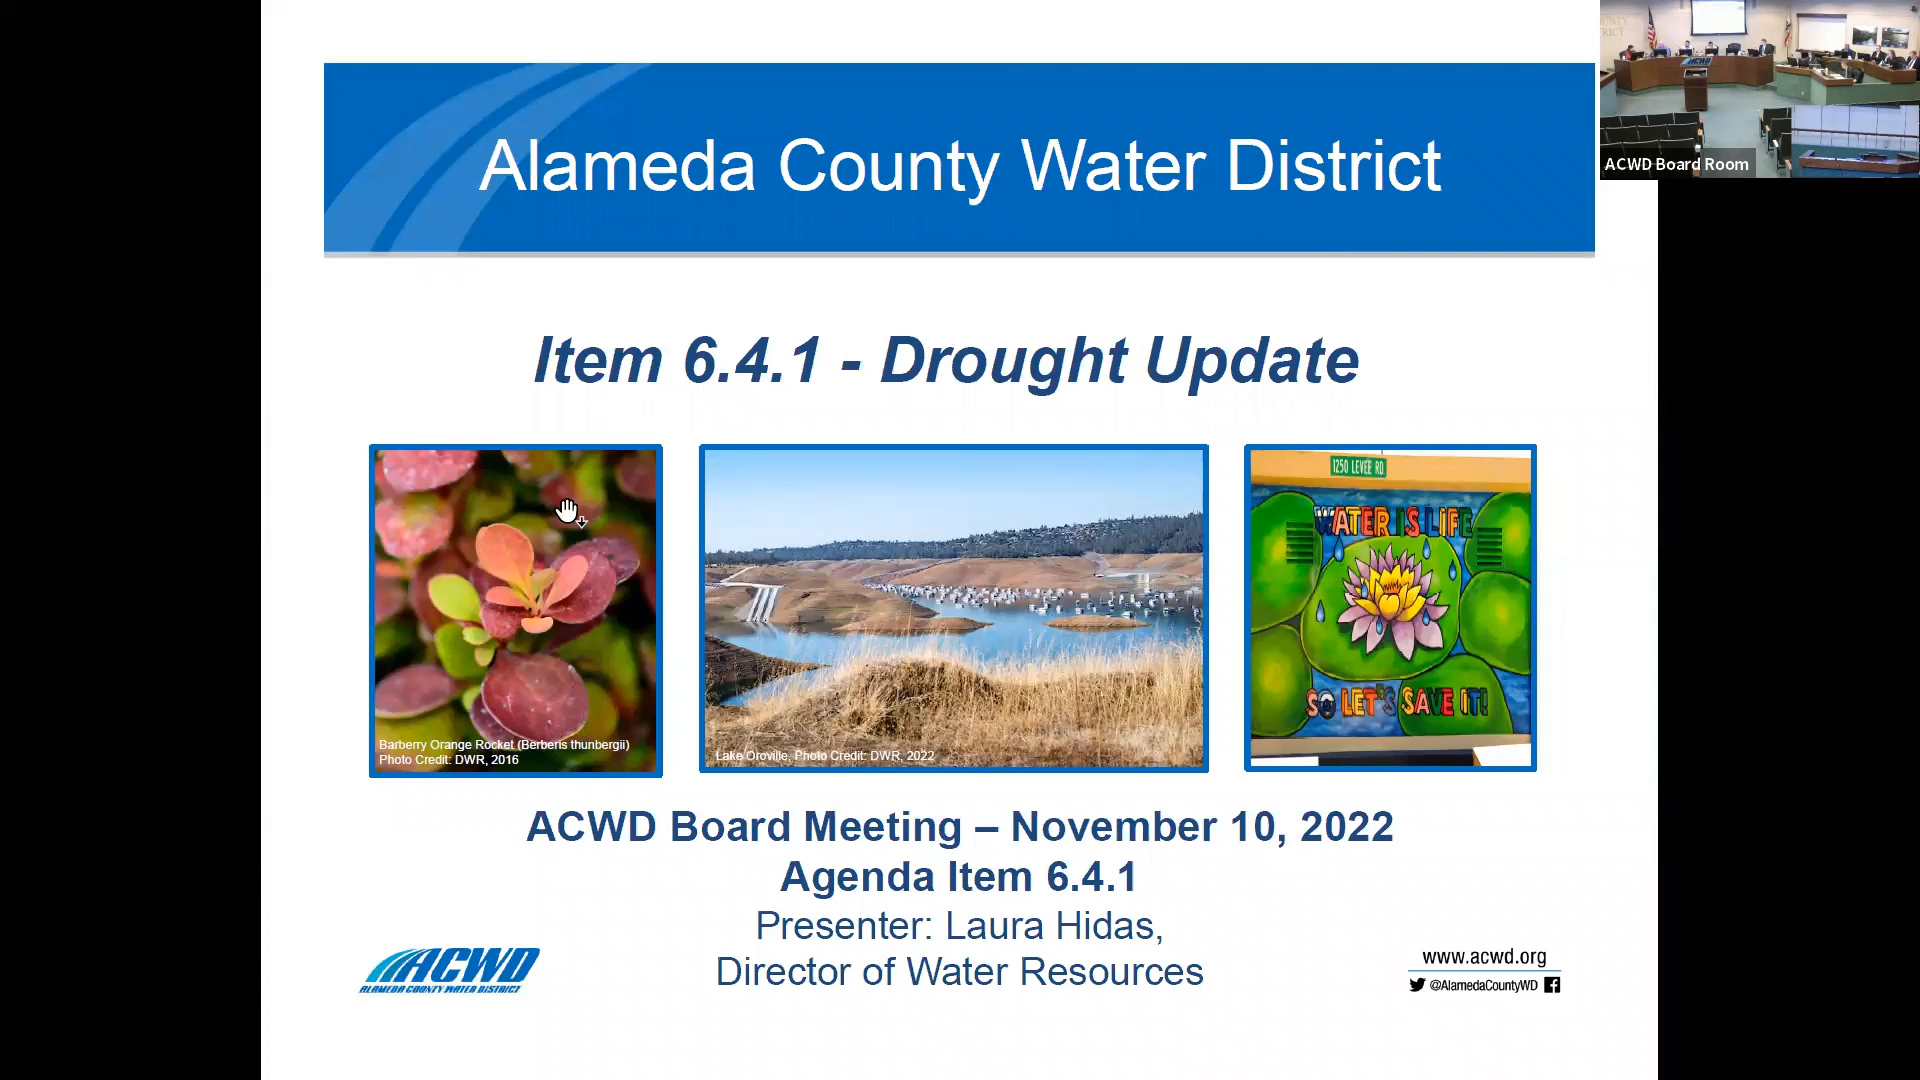 Alameda County Water District
ACWD Board Room
Item 6.4.1 - Drought Update
1250 LEVEE RD
WATER IS LIFE
SO LET'S SAVE IT!
Barberry Orange Rocket (Berberis thunbergii)
Photo Credit: DWR, 2016
Lake Oroville, Photo Credit: DWR, 2022
ACWD Board Meeting – November 10, 2022
Agenda Item 6.4.1
Presenter: Laura Hidas,
Director of Water Resources
ACWD
ALAMEDA COUNTY WATER DISTRICT
www.acwd.org
@AlamedaCountyWD